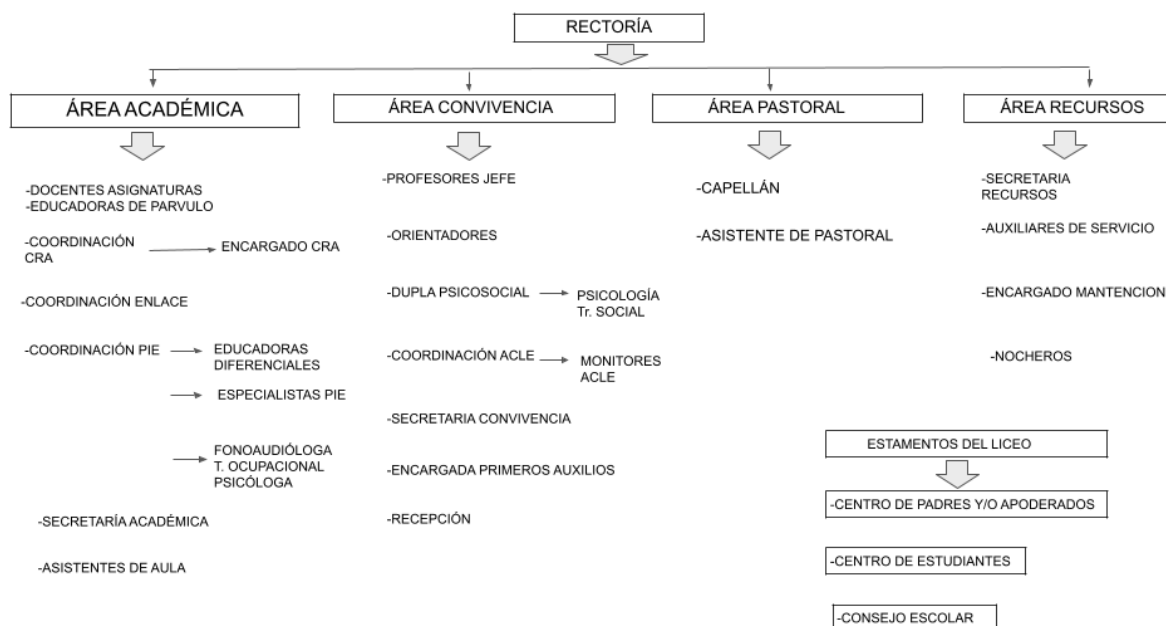 RECTORÍA
ÁREA ACADÉMICA
-DOCENTES ASIGNATURAS
-EDUCADORAS DE PARVULO
-COORDINACIÓN
CRA
ENCARGADO CRA
-COORDINACIÓN ENLACE
-COORDINACIÓN PIE
EDUCADORAS
DIFERENCIALES
ESPECIALISTAS PIE
FONOAUDIÓLOGA
T. OCUPACIONAL
PSICÓLOGA
-SECRETARÍA ACADÉMICA
-ASISTENTES DE AULA
ÁREA CONVIVENCIA
-PROFESORES JEFE
-ORIENTADORES
-DUPLA PSICOSOCIAL
PSICOLOGÍA
Tr. SOCIAL
-COORDINACIÓN ACLE
MONITORES
ACLE
-SECRETARIA CONVIVENCIA
-ENCARGADA PRIMEROS AUXILIOS
-RECEPCIÓN
ÁREA PASTORAL
-CAPELLÁN
-ASISTENTE DE PASTORAL
ÁREA RECURSOS
-SECRETARIA
RECURSOS
-AUXILIARES DE SERVICIO
-ENCARGADO MANTENCION
-NOCHEROS
ESTAMENTOS DEL LICEO
-CENTRO DE PADRES Y/O APODERADOS
-CENTRO DE ESTUDIANTES
-CONSEJO ESCOLAR